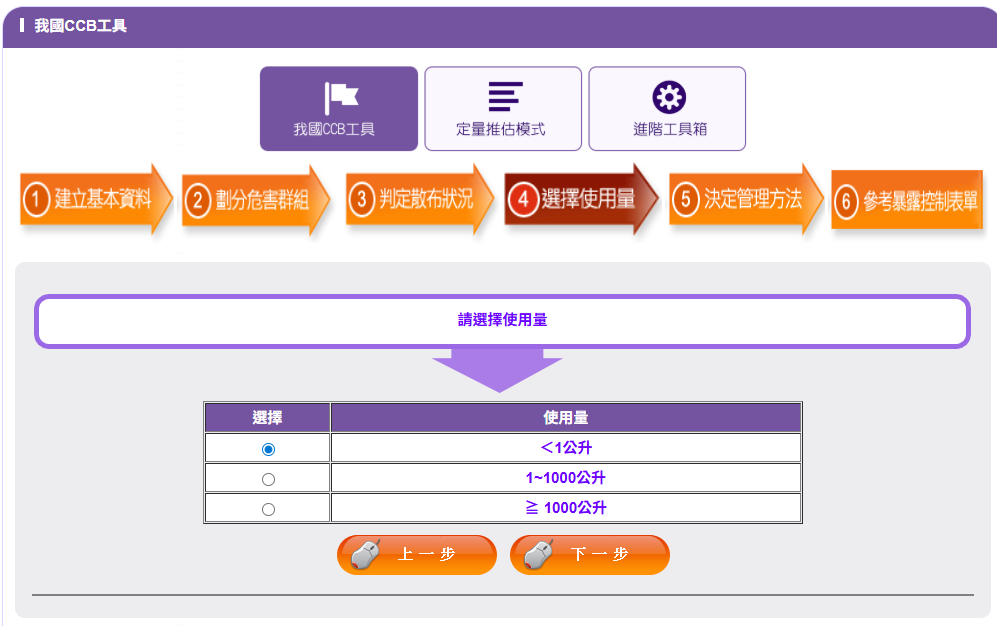 我國CCB工具
我國CCB工具
定量推估模式
進階工具箱
1 建立基本資料
2 劃分危害群組
3 判定散布狀況
4 選擇使用量
5 決定管理方法
6 參考暴露控制表單
請選擇使用量
選擇 使用量
＜1公升
1~1000公升
≧ 1000公升
上一步 下一步